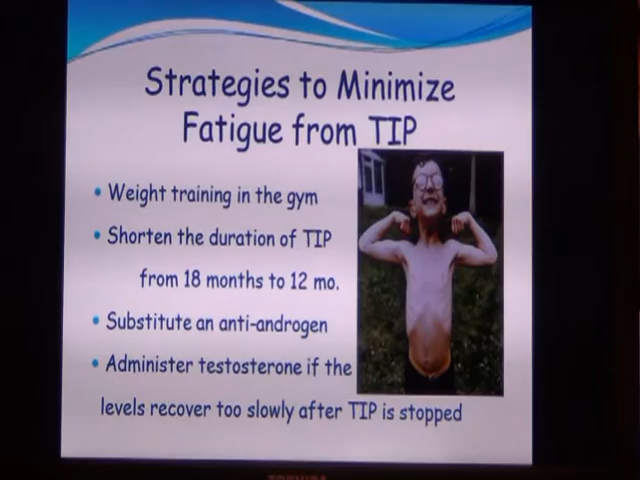 Strategies to Minimize
Fatigue from TIP
• Weight training in the gym
• Shorten the duration of TIP
from 18 months to 12 mo.
• Substitute an anti-androgen
• Administer testosterone if the
levels recover too slowly after TIP is stopped